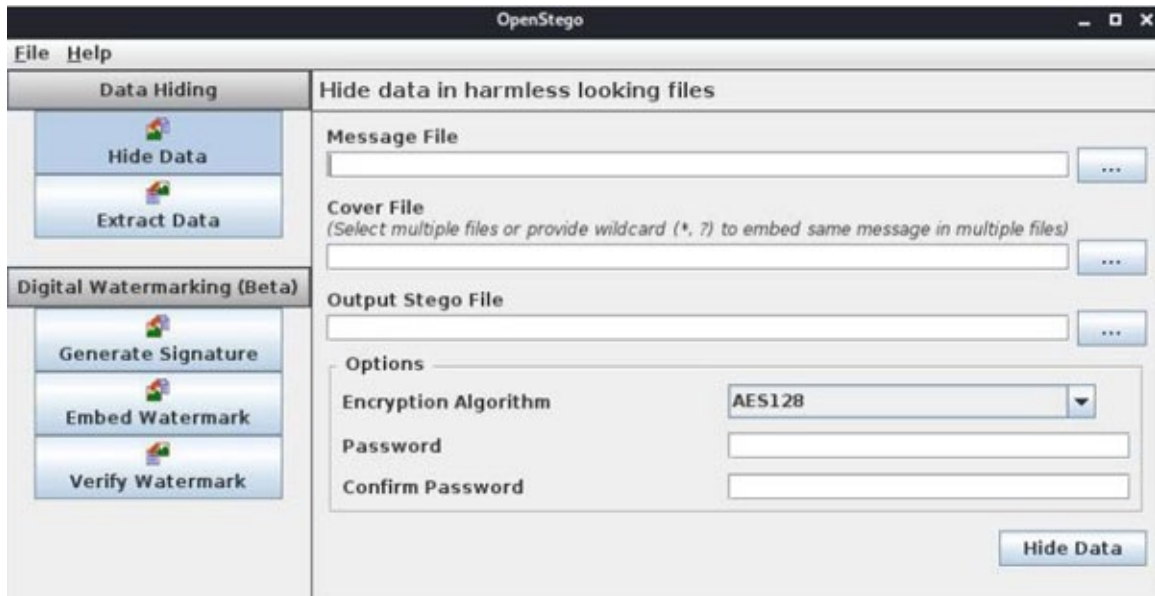 OpenStego
File Help
Data Hiding
Hide Data
Extract Data
Digital Watermarking (Beta)
Generate Signature
Embed Watermark
Verify Watermark
Hide data in harmless looking files
Message File
...
Cover File
(Select multiple files or provide wildcard (*, ?) to embed same message in multiple files)
...
Output Stego File
...
Options
Encryption Algorithm AES128
Password
Confirm Password
Hide Data